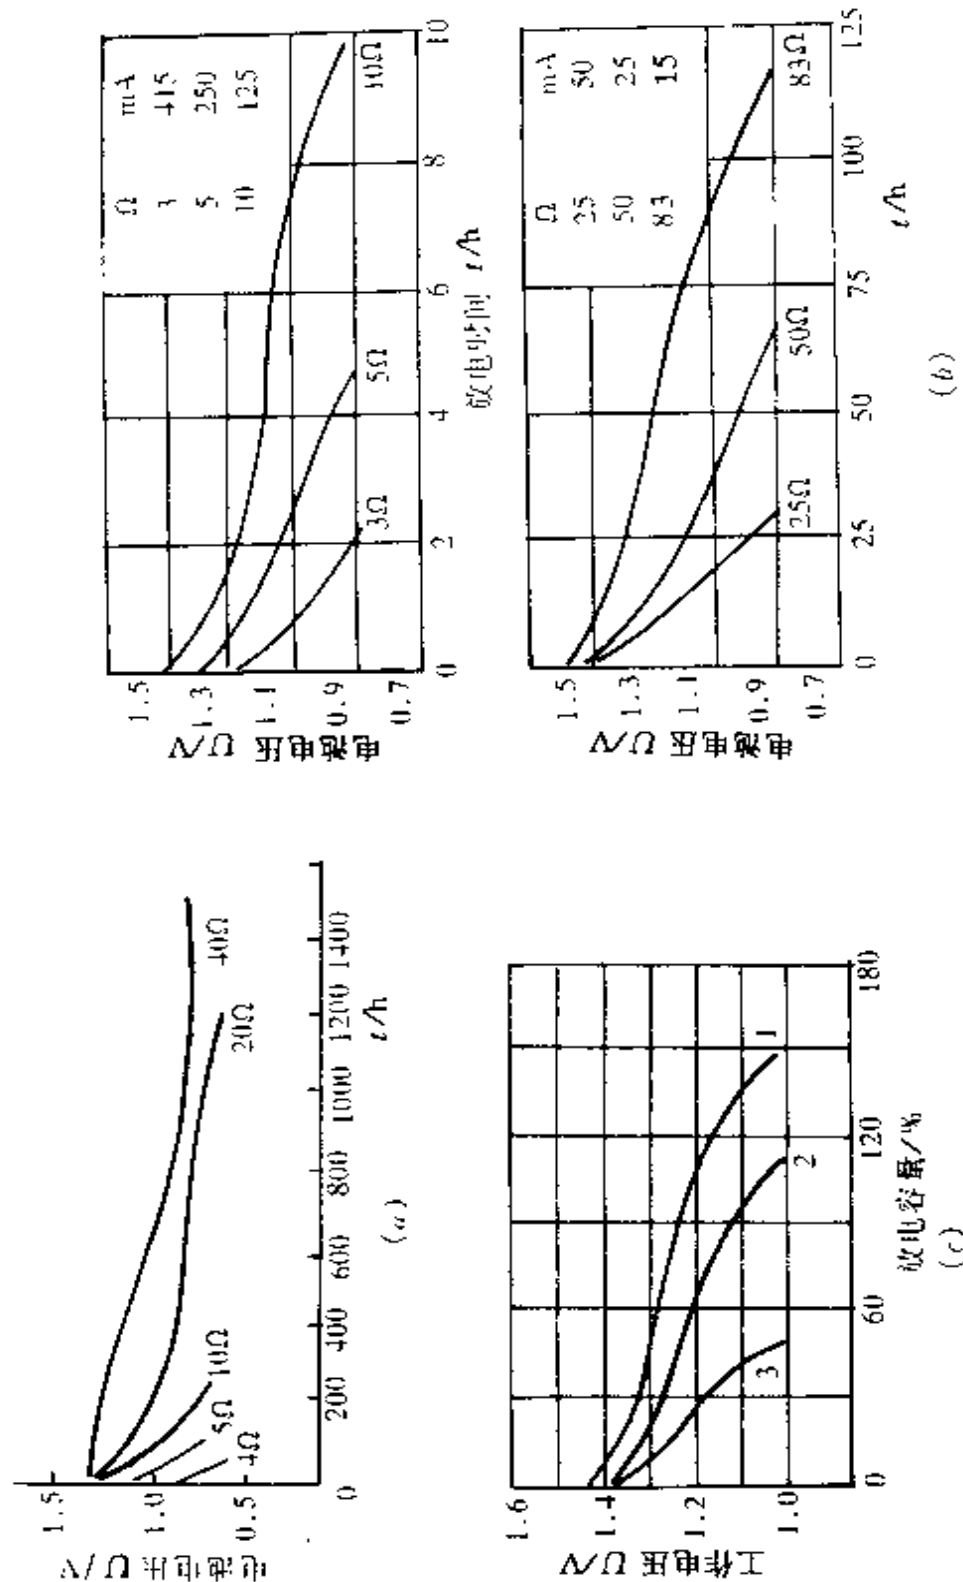 电池电压 U/V
1.5
1.0
0.5
0
200
400
600
800
1000
1200
1400
t/h
4Ω
5Ω
10Ω
20Ω
40Ω
(a)
电池电压 U/V
1.5
1.3
1.1
0.9
0.7
0
2
4
6
8
10
放电时间 t/h
Ω mA
3 415
5 250
10 125
3Ω
5Ω
10Ω
电池电压 U/V
1.5
1.3
1.1
0.9
0.7
0
25
50
75
100
125
t/h
Ω mA
25 50
50 25
83 15
25Ω
50Ω
83Ω
(b)
工作电压 U/V
1.6
1.4
1.2
1.0
0
60
120
180
放电容量/%
1
2
3
(c)